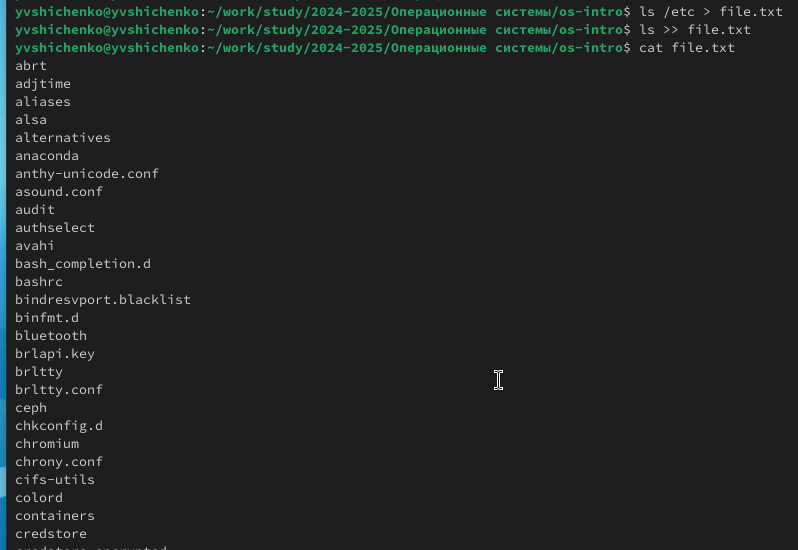 yvshichenko@yvshichenko:~/work/study/2024-2025/Операционные системы/os-intro$ ls /etc > file.txt
yvshichenko@yvshichenko:~/work/study/2024-2025/Операционные системы/os-intro$ ls >> file.txt
yvshichenko@yvshichenko:~/work/study/2024-2025/Операционные системы/os-intro$ cat file.txt
abrt
adjtime
aliases
alsa
alternatives
anaconda
anthy-unicode.conf
asound.conf
audit
authselect
avahi
bash_completion.d
bashrc
bindresvport.blacklist
binfmt.d
bluetooth
brlapi.key
brltty
brltty.conf
ceph
chkconfig.d
chromium
chrony.conf
cifs-utils
colord
containers
credstore